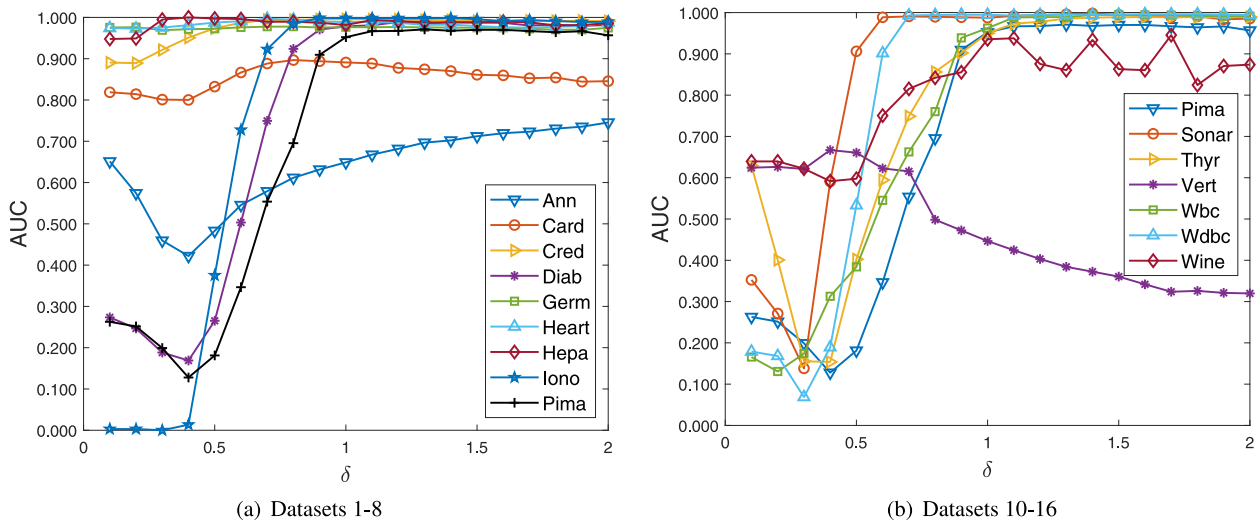 1.000
0.900
0.800
0.700
0.600
0.500
0.400
0.300
0.200
0.100
0.000
AUC
0
0.5
1
1.5
2
δ
Ann
Card
Cred
Diab
Germ
Heart
Hepa
Iono
Pima
(a) Datasets 1-8
1.000
0.900
0.800
0.700
0.600
0.500
0.400
0.300
0.200
0.100
0.000
AUC
0
0.5
1
1.5
2
δ
Pima
Sonar
Thyr
Vert
Wbc
Wdbc
Wine
(b) Datasets 10-16